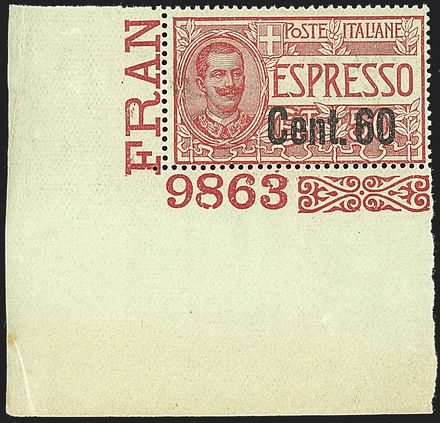 POSTE ITALIANE
ESPRESSO
Cent. 60
FRAN
9863